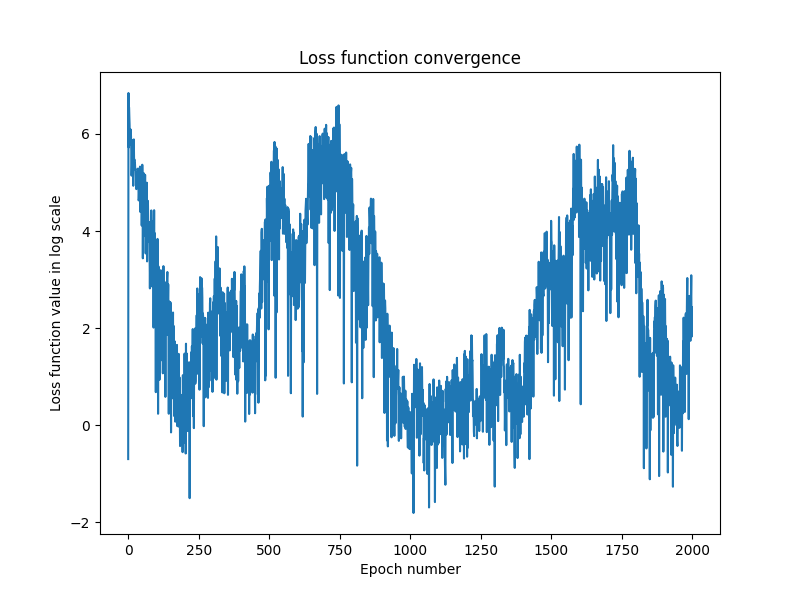 Loss function convergence
Loss function value in log scale
6
4
2
0
−2
0 250 500 750 1000 1250 1500 1750 2000
Epoch number